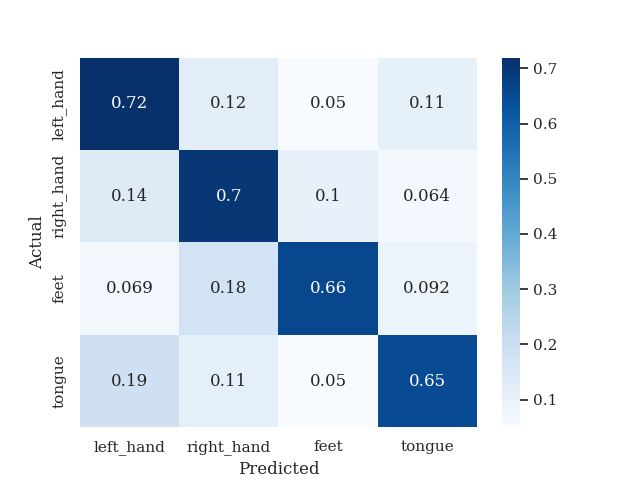 left_hand 0.72 0.12 0.05 0.11
right_hand 0.14 0.7 0.1 0.064
feet 0.069 0.18 0.66 0.092
tongue 0.19 0.11 0.05 0.65
Actual
left_hand right_hand feet tongue
Predicted
0.7
0.6
0.5
0.4
0.3
0.2
0.1